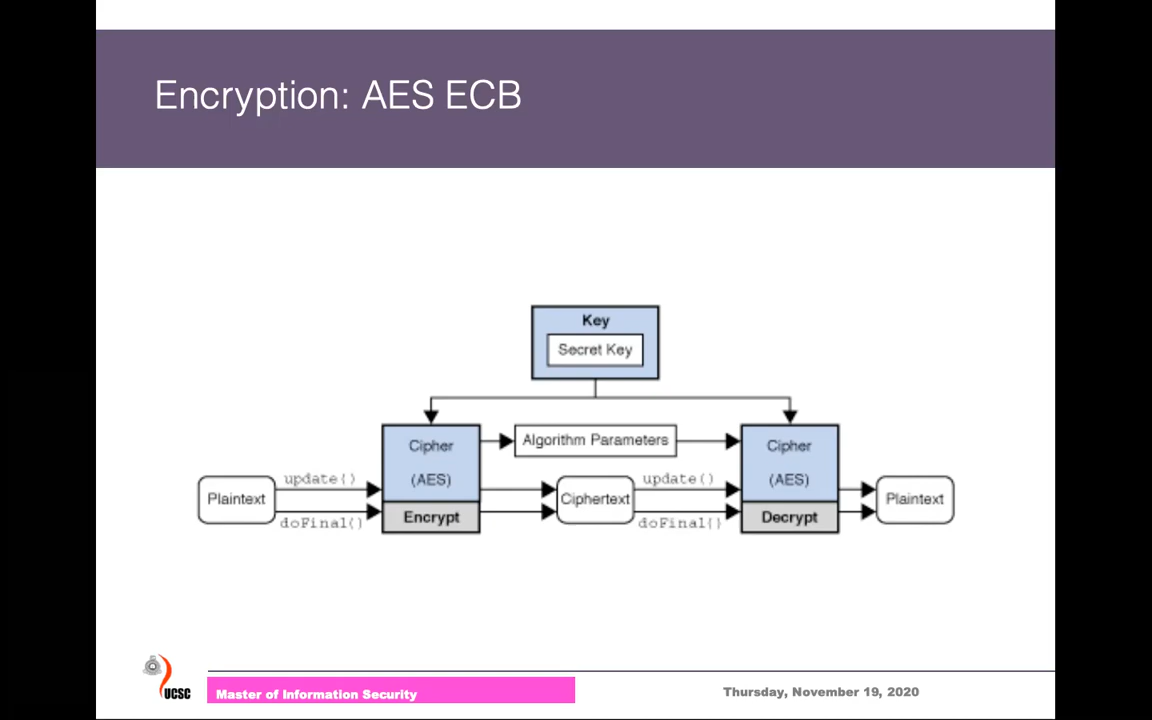 Encryption: AES ECB
Key
Secret Key
Cipher
(AES)
Encrypt
Algorithm Parameters
Cipher
(AES)
Decrypt
Plaintext
update()
doFinal()
Ciphertext
update()
doFinal()
Plaintext
UCSC
Master of Information Security
Thursday, November 19, 2020